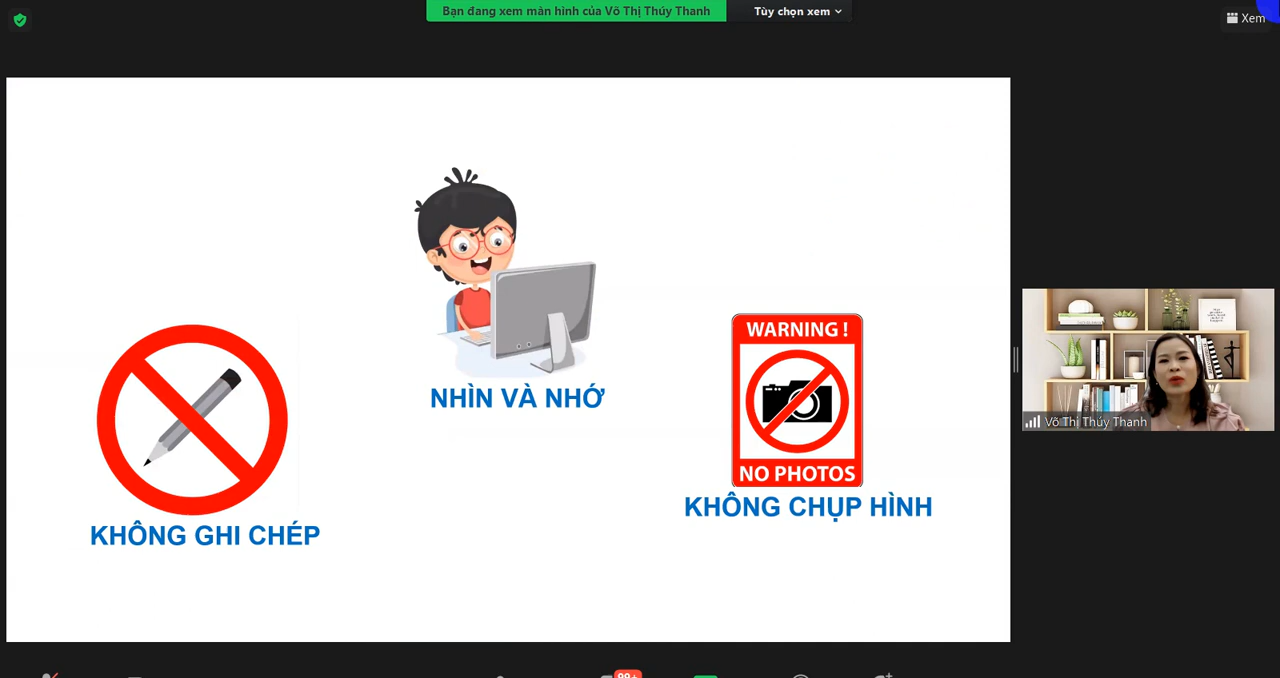 Bạn đang xem màn hình của Võ Thị Thúy Thanh
Tùy chọn xem
Xem
NHÌN VÀ NHỚ
WARNING !
NO PHOTOS
KHÔNG CHỤP HÌNH
KHÔNG GHI CHÉP
Võ Thị Thúy Thanh
99+